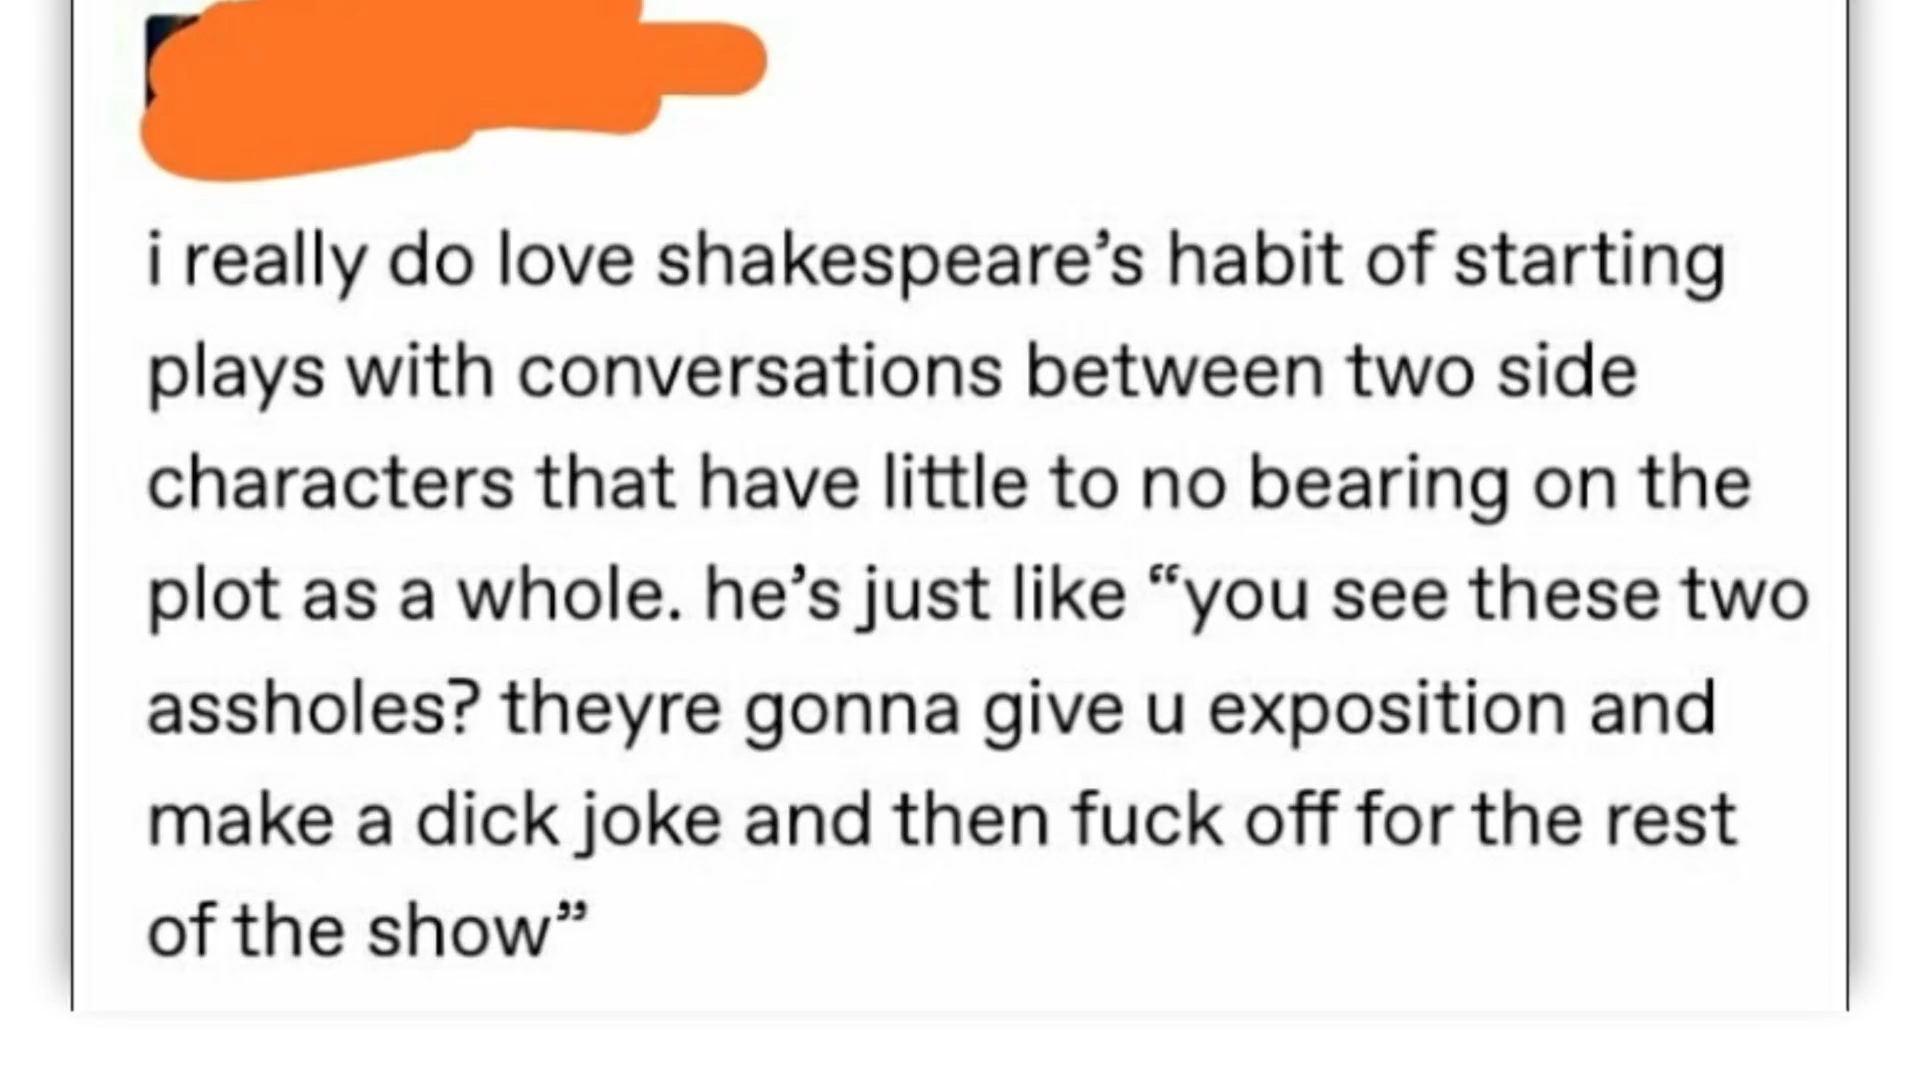 i really do love shakespeare’s habit of starting
plays with conversations between two side
characters that have little to no bearing on the
plot as a whole. he’s just like “you see these two
assholes? theyre gonna give u exposition and
make a dick joke and then fuck off for the rest
of the show”